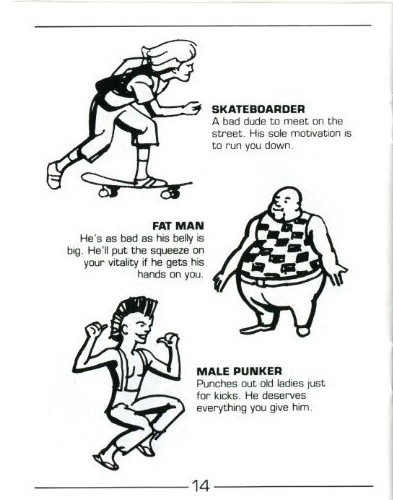 SKATEBOARDER
A bad dude to meet on the
street. His sole motivation is
to run you down.
FAT MAN
He's as bad as his belly is
big. He'll put the squeeze on
your vitality if he gets his
hands on you.
MALE PUNKER
Punches out old ladies just
for kicks. He deserves
everything you give him.
14